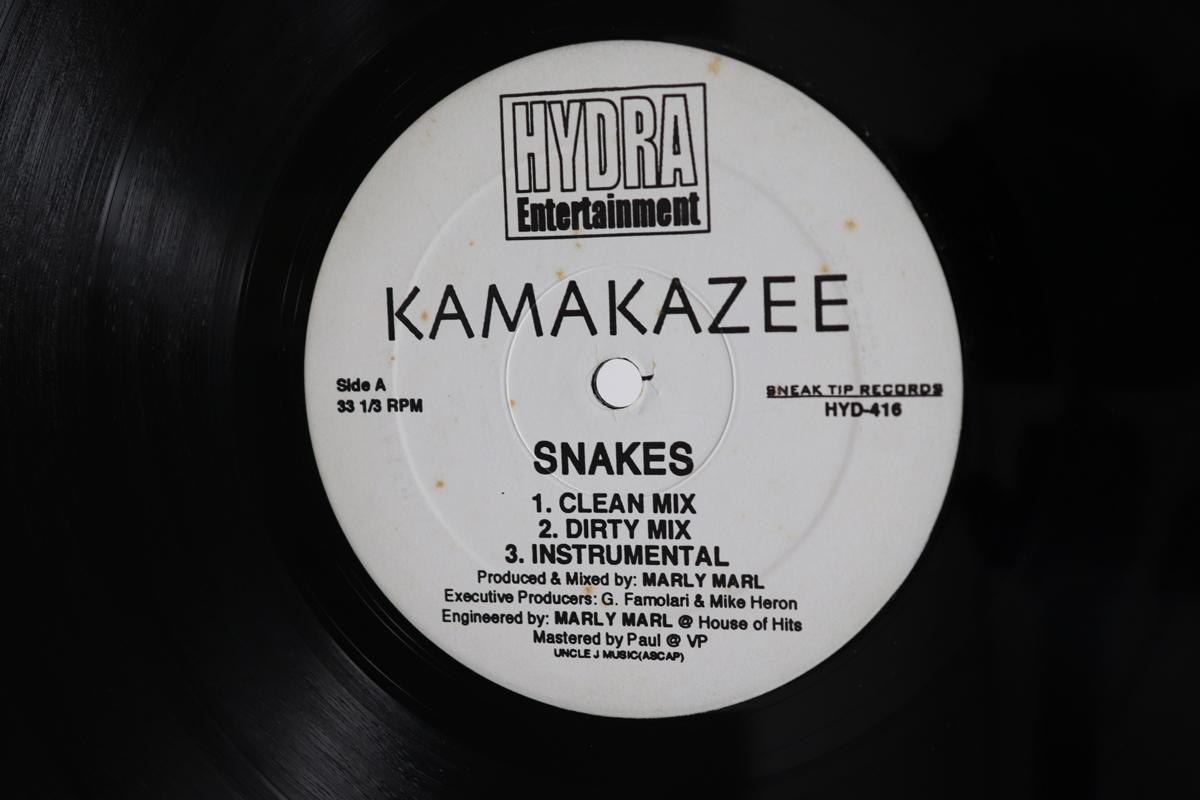 HYDRA
Entertainment
KAMAKAZEE
Side A
33 1/3 RPM
SNEAK TIP RECORDS
HYD-416
SNAKES
1. CLEAN MIX
2. DIRTY MIX
3. INSTRUMENTAL
Produced & Mixed by: MARLY MARL
Executive Producers: G. Famolari & Mike Heron
Engineered by: MARLY MARL @ House of Hits
Mastered by Paul @ VP
UNCLE J MUSIC(ASCAP)